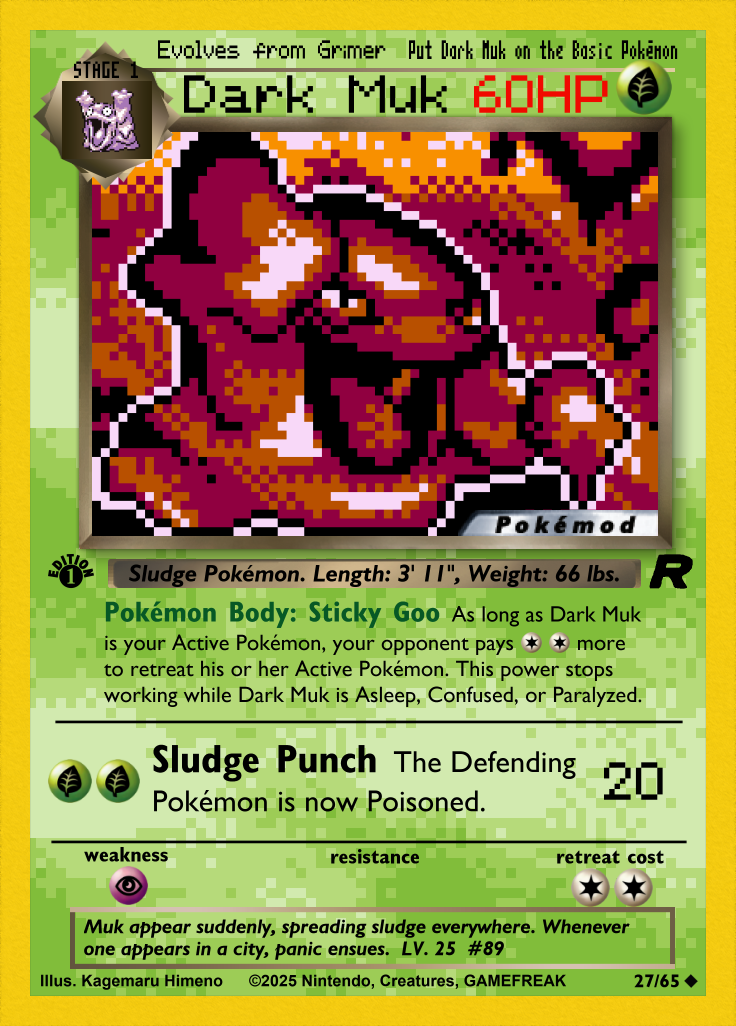 Evolves from Grimer Put Dark Muk on the Basic Pokémon
STAGE 1
Dark Muk 60HP
Pokémod
EDITION
1
Sludge Pokémon. Length: 3' 11", Weight: 66 lbs.
R
Pokémon Body: Sticky Goo As long as Dark Muk
is your Active Pokémon, your opponent pays more
to retreat his or her Active Pokémon. This power stops
working while Dark Muk is Asleep, Confused, or Paralyzed.
Sludge Punch The Defending
Pokémon is now Poisoned.
20
weakness resistance retreat cost
Muk appear suddenly, spreading sludge everywhere. Whenever
one appears in a city, panic ensues. LV. 25 #89
Illus. Kagemaru Himeno ©2025 Nintendo, Creatures, GAMEFREAK 27/65